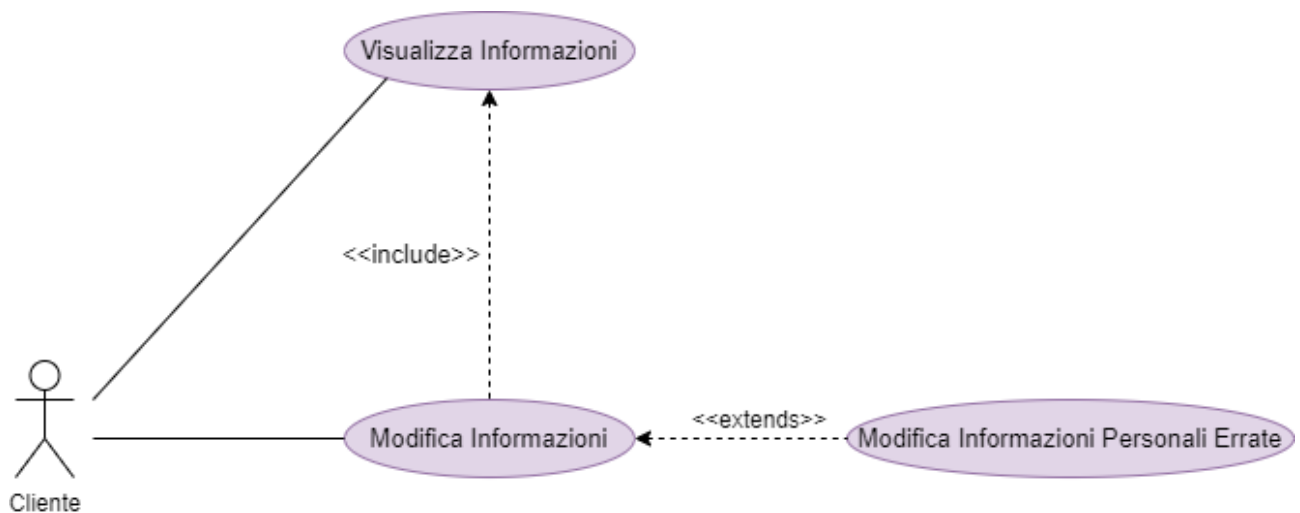 Visualizza Informazioni
<<include>>
Modifica Informazioni
<<extends>>
Modifica Informazioni Personali Errate
Cliente